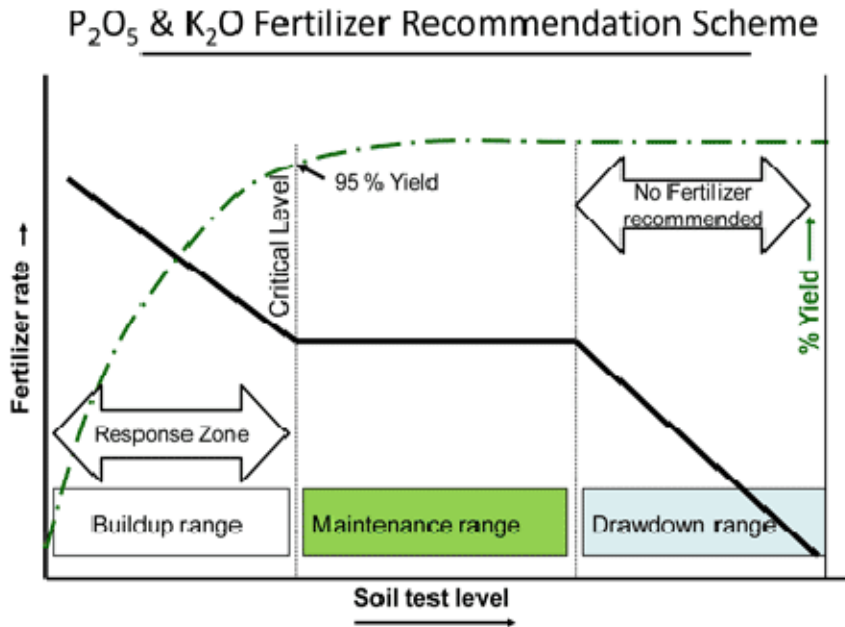 P₂O₅ & K₂O Fertilizer Recommendation Scheme
Fertilizer rate →
Critical Level
95 % Yield
No Fertilizer
recommended
% Yield →
Response Zone
Buildup range
Maintenance range
Drawdown range
Soil test level